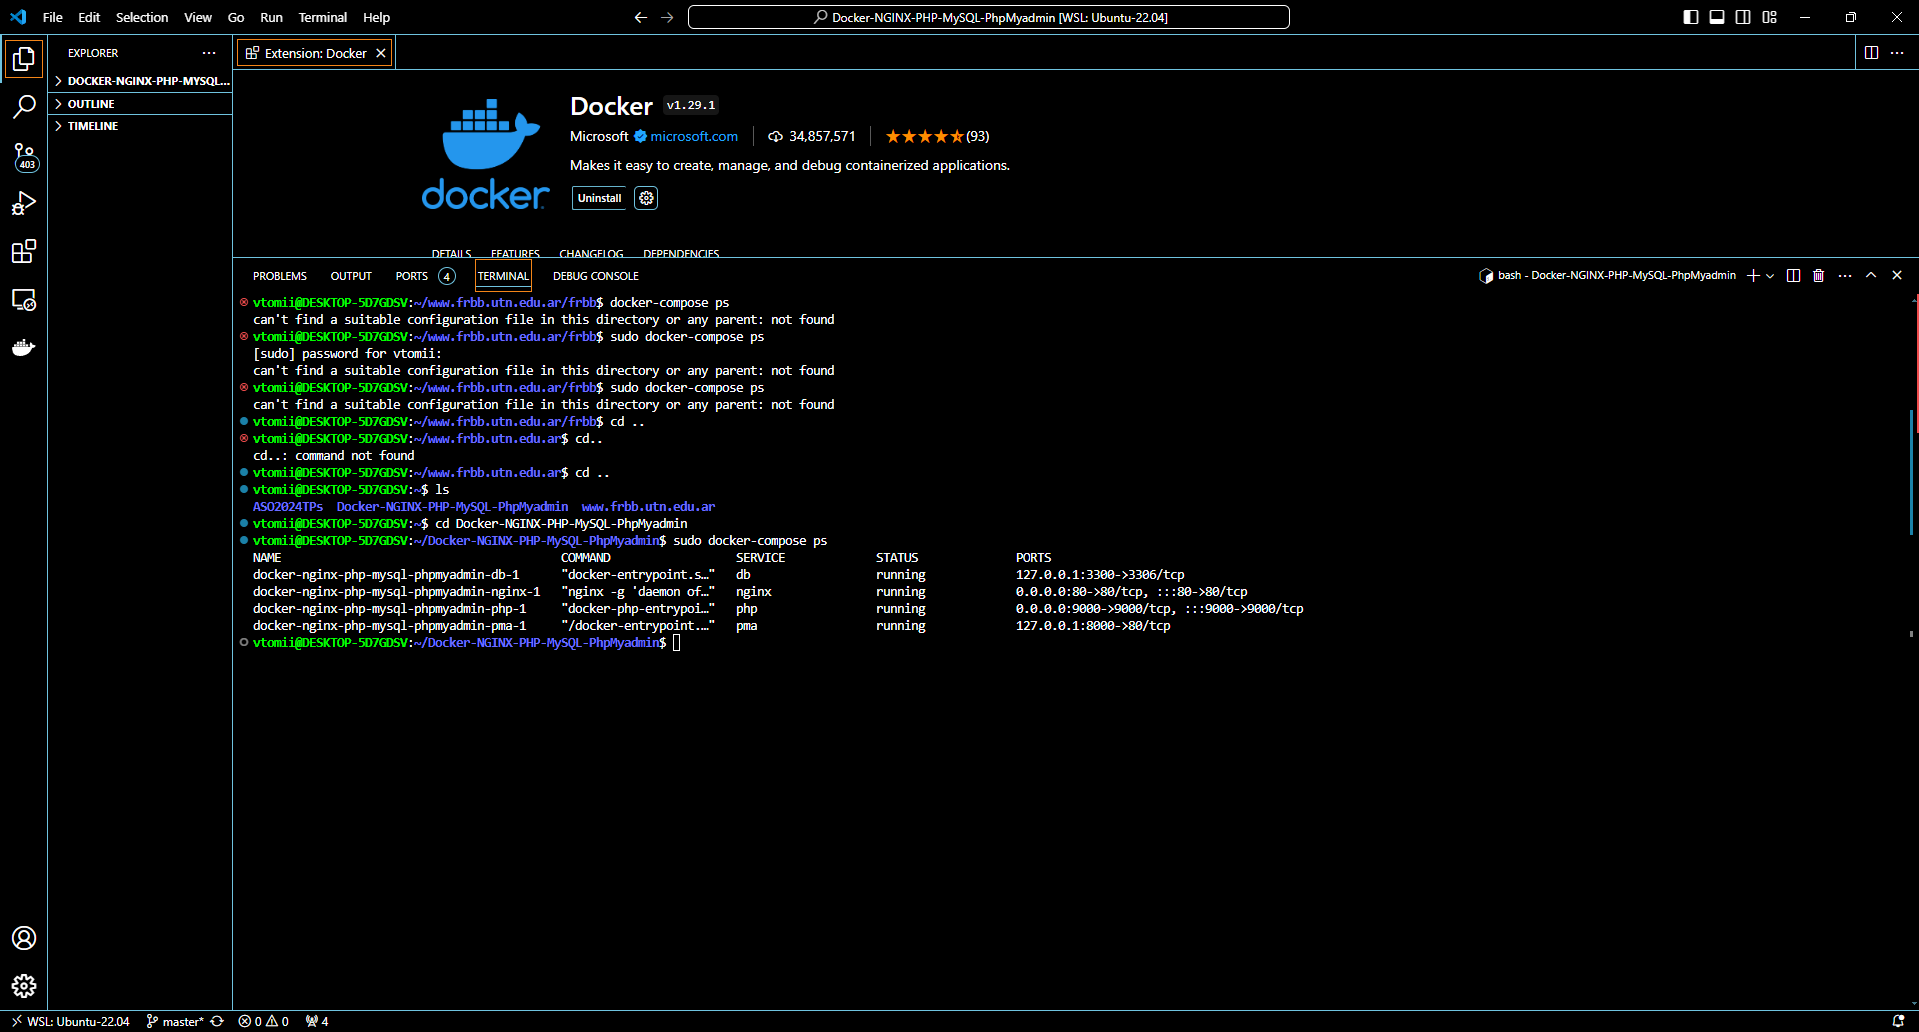 File Edit Selection View Go Run Terminal Help
Docker-NGINX-PHP-MySQL-PhpMyadmin [WSL: Ubuntu-22.04]
EXPLORER
DOCKER-NGINX-PHP-MYSQL...
OUTLINE
TIMELINE
403
Extension: Docker
docker
Docker v1.29.1
Microsoft microsoft.com 34,857,571 (93)
Makes it easy to create, manage, and debug containerized applications.
Uninstall
DETAILS FEATURES CHANGELOG DEPENDENCIES
PROBLEMS OUTPUT PORTS 4 TERMINAL DEBUG CONSOLE
bash - Docker-NGINX-PHP-MySQL-PhpMyadmin
vtomii@DESKTOP-5D7GDSV:~/www.frbb.utn.edu.ar/frbb$ docker-compose ps
can't find a suitable configuration file in this directory or any parent: not found
vtomii@DESKTOP-5D7GDSV:~/www.frbb.utn.edu.ar/frbb$ sudo docker-compose ps
[sudo] password for vtomii:
can't find a suitable configuration file in this directory or any parent: not found
vtomii@DESKTOP-5D7GDSV:~/www.frbb.utn.edu.ar/frbb$ sudo docker-compose ps
can't find a suitable configuration file in this directory or any parent: not found
vtomii@DESKTOP-5D7GDSV:~/www.frbb.utn.edu.ar/frbb$ cd ..
vtomii@DESKTOP-5D7GDSV:~/www.frbb.utn.edu.ar$ cd..
cd..: command not found
vtomii@DESKTOP-5D7GDSV:~/www.frbb.utn.edu.ar$ cd ..
vtomii@DESKTOP-5D7GDSV:~$ ls
ASO2024TPs Docker-NGINX-PHP-MySQL-PhpMyadmin www.frbb.utn.edu.ar
vtomii@DESKTOP-5D7GDSV:~$ cd Docker-NGINX-PHP-MySQL-PhpMyadmin
vtomii@DESKTOP-5D7GDSV:~/Docker-NGINX-PHP-MySQL-PhpMyadmin$ sudo docker-compose ps
NAME COMMAND SERVICE STATUS PORTS
docker-nginx-php-mysql-phpmyadmin-db-1 "docker-entrypoint.s…" db running 127.0.0.1:3300->3306/tcp
docker-nginx-php-mysql-phpmyadmin-nginx-1 "nginx -g 'daemon of…" nginx running 0.0.0.0:80->80/tcp, :::80->80/tcp
docker-nginx-php-mysql-phpmyadmin-php-1 "docker-php-entrypoi…" php running 0.0.0.0:9000->9000/tcp, :::9000->9000/tcp
docker-nginx-php-mysql-phpmyadmin-pma-1 "/docker-entrypoint.…" pma running 127.0.0.1:8000->80/tcp
vtomii@DESKTOP-5D7GDSV:~/Docker-NGINX-PHP-MySQL-PhpMyadmin$
WSL: Ubuntu-22.04 master* 0 0 4